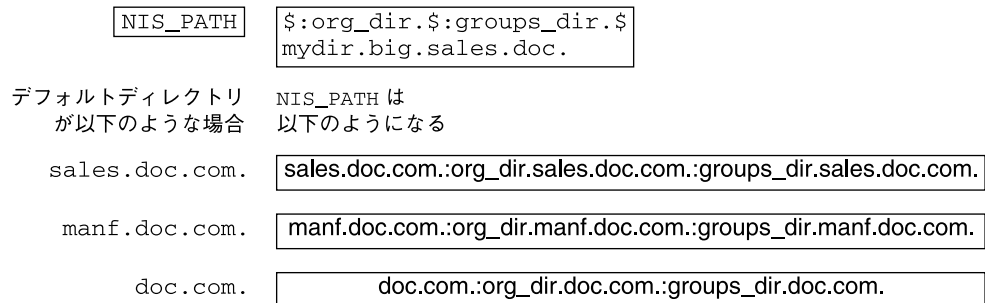 NIS_PATH
$:org_dir.$:groups_dir.$
mydir.big.sales.doc.
デフォルトディレクトリ
が以下のような場合
NIS_PATH は
以下のようになる
sales.doc.com.
sales.doc.com.:org_dir.sales.doc.com.:groups_dir.sales.doc.com.
manf.doc.com.
manf.doc.com.:org_dir.manf.doc.com.:groups_dir.manf.doc.com.
doc.com.
doc.com.:org_dir.doc.com.:groups_dir.doc.com.